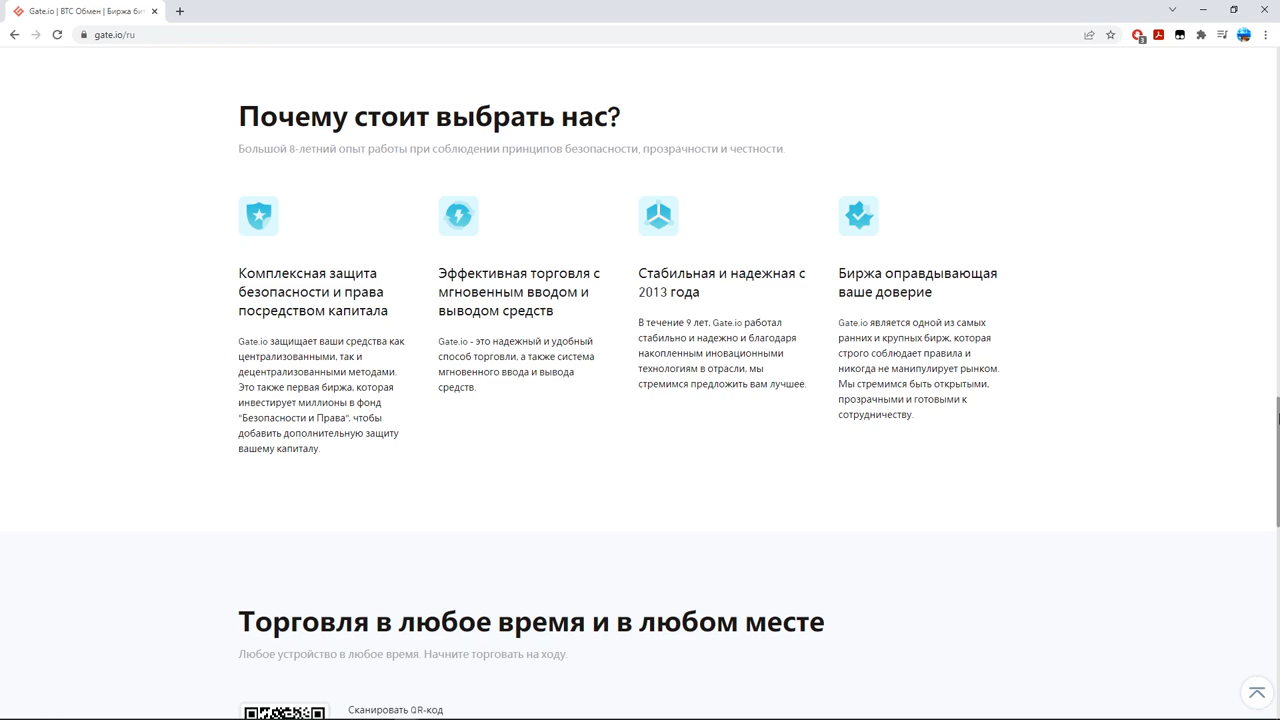 Gate.io | BTC Обмен | Биржа би
gate.io/ru
3
Почему стоит выбрать нас?
Большой 8-летний опыт работы при соблюдении принципов безопасности, прозрачности и честности.
Комплексная защита
безопасности и права
посредством капитала
Gate.io защищает ваши средства как
централизованными, так и
децентрализованными методами.
Это также первая биржа, которая
инвестирует миллионы в фонд
"Безопасности и Права", чтобы
добавить дополнительную защиту
вашему капиталу.
Эффективная торговля с
мгновенным вводом и
выводом средств
Gate.io - это надежный и удобный
способ торговли, а также система
мгновенного ввода и вывода
средств.
Стабильная и надежная с
2013 года
В течение 9 лет, Gate.io работал
стабильно и надежно и благодаря
накопленным иновационными
технологиям в отрасли, мы
стремимся предложить вам лучшее.
Биржа оправдывающая
ваше доверие
Gate.io является одной из самых
ранних и крупных бирж, которая
строго соблюдает правила и
никогда не манипулирует рынком.
Мы стремимся быть открытыми,
прозрачными и готовыми к
сотрудничеству.
Торговля в любое время и в любом месте
Любое устройство в любое время. Начните торговать на ходу.
Сканировать QR-код